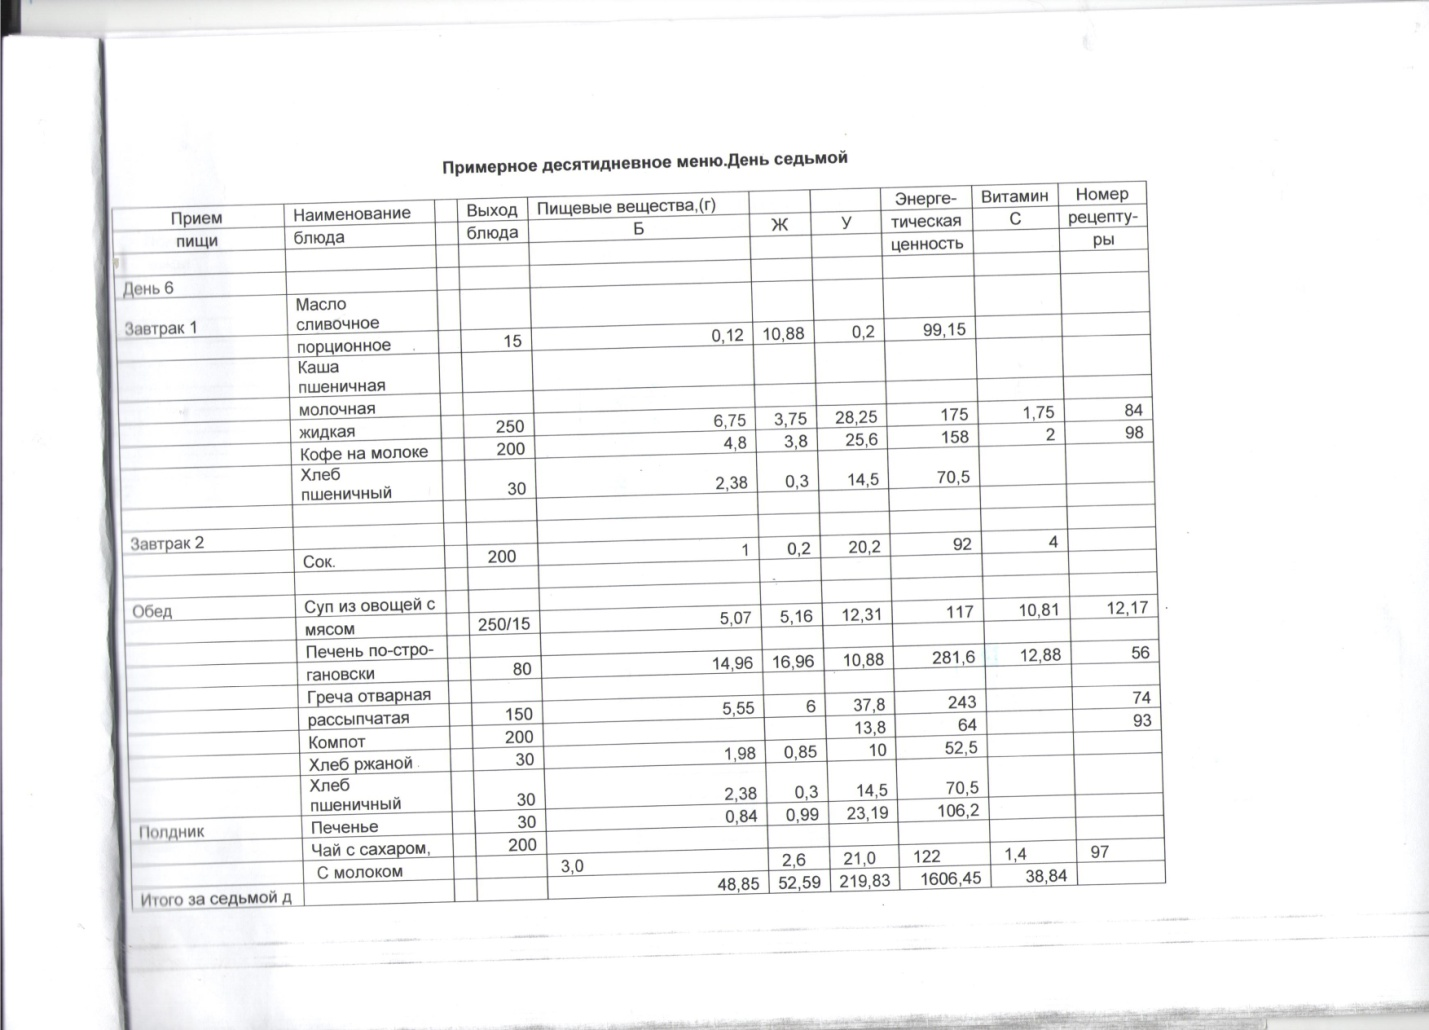 Примерное десятидневное меню.День седьмой
Прием Наименование Выход Пищевые вещества,(г) Энерге- Витамин Номер
пищи блюда блюда Б Ж У тическая С рецепту-
ценность ры
День 6
Масло
Завтрак 1 сливочное
порционное 15 0,12 10,88 0,2 99,15
Каша
пшеничная
молочная
жидкая 250 6,75 3,75 28,25 175 1,75 84
Кофе на молоке 200 4,8 3,8 25,6 158 2 98
Хлеб
пшеничный 30 2,38 0,3 14,5 70,5
Завтрак 2
Сок. 200 1 0,2 20,2 92 4
Обед Суп из овощей с
мясом 250/15 5,07 5,16 12,31 117 10,81 12,17
Печень по-стро-
гановски 80 14,96 16,96 10,88 281,6 12,88 56
Греча отварная
рассыпчатая 150 5,55 6 37,8 243 74
Компот 200 13,8 64 93
Хлеб ржаной 30 1,98 0,85 10 52,5
Хлеб
пшеничный 30 2,38 0,3 14,5 70,5
Полдник Печенье 30 0,84 0,99 23,19 106,2
Чай с сахаром, 200
С молоком 3,0 2,6 21,0 122 1,4 97
Итого за седьмой д 48,85 52,59 219,83 1606,45 38,84